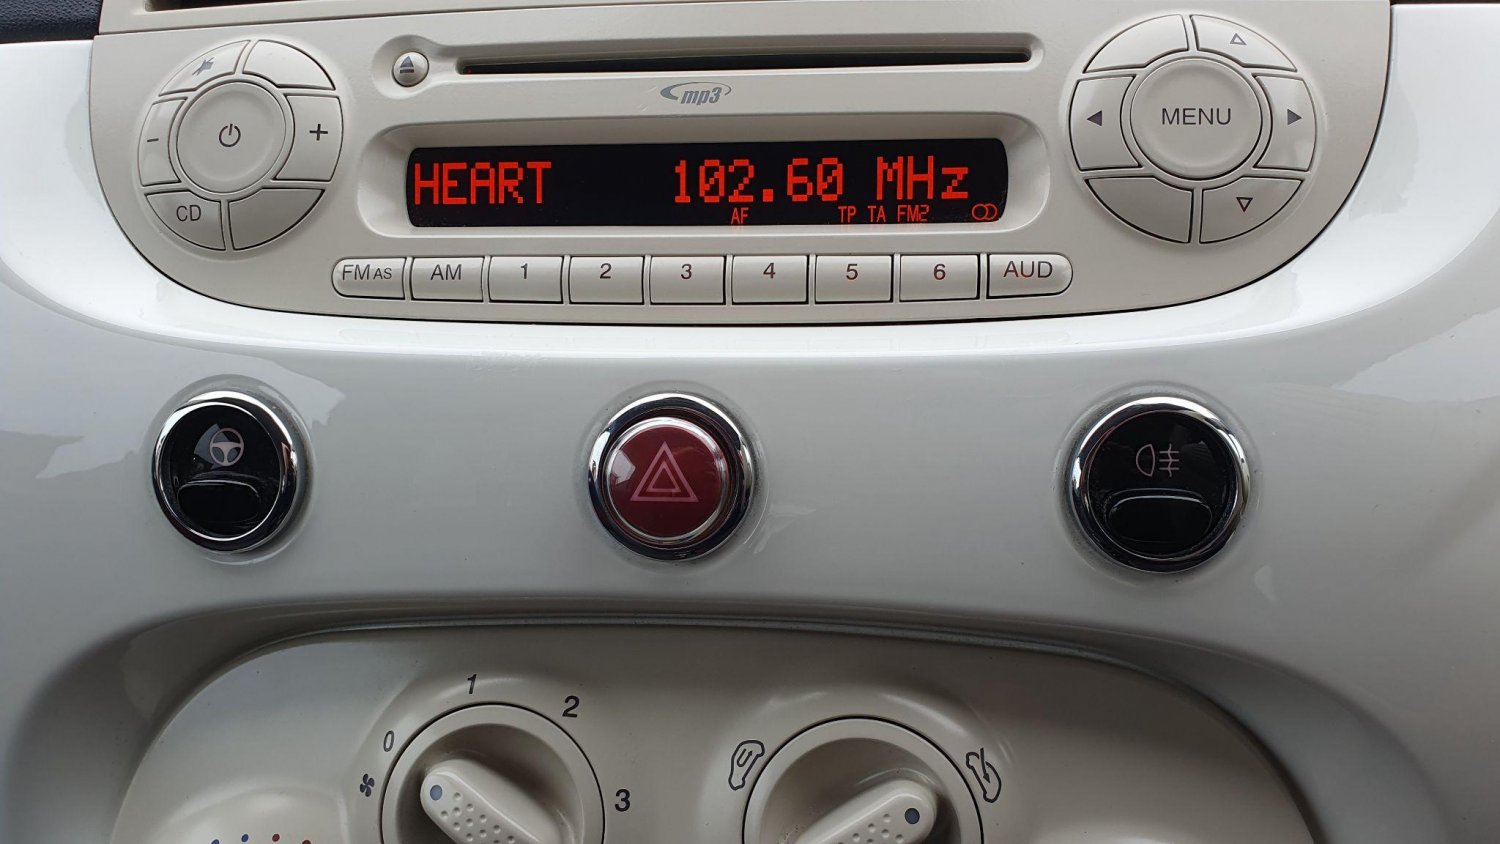 mp3
MENU
HEART 102.60 MHz
AF TP TA FM2
- +
CD
FM AS AM 1 2 3 4 5 6 AUD
1
2
0
3